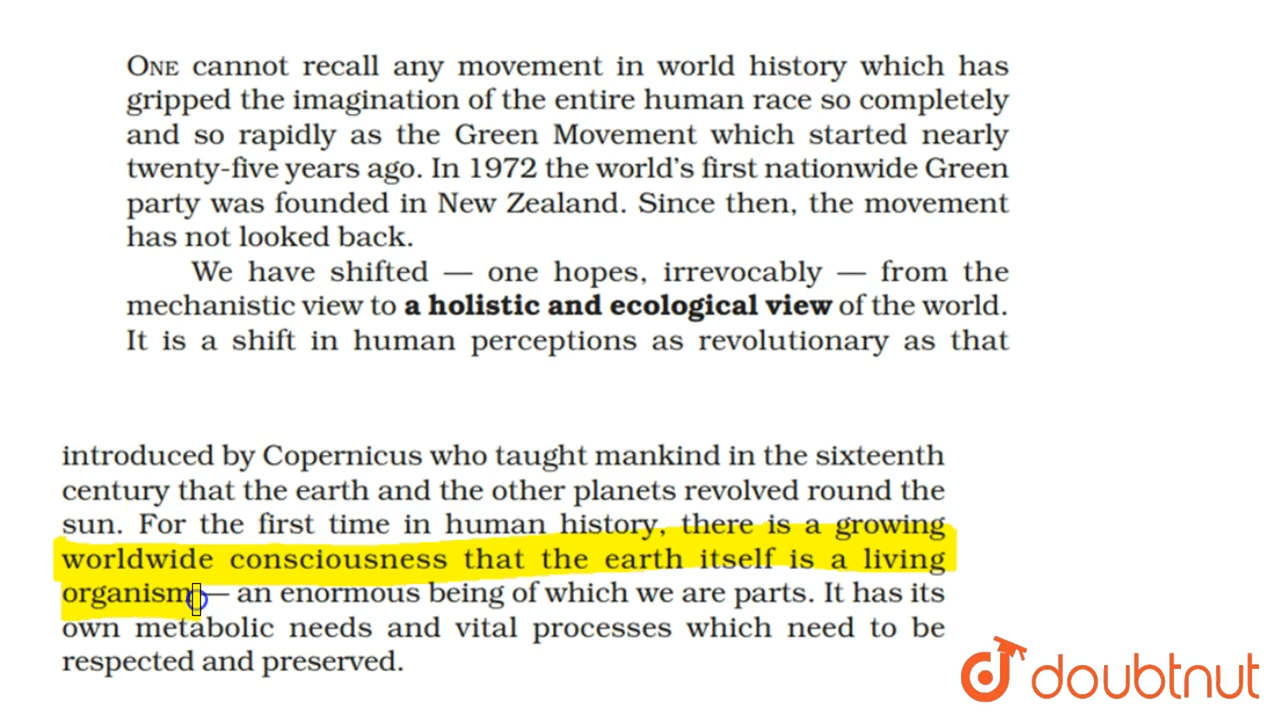 ONE cannot recall any movement in world history which has
gripped the imagination of the entire human race so completely
and so rapidly as the Green Movement which started nearly
twenty-five years ago. In 1972 the world's first nationwide Green
party was founded in New Zealand. Since then, the movement
has not looked back.
We have shifted — one hopes, irrevocably — from the
mechanistic view to a holistic and ecological view of the world.
It is a shift in human perceptions as revolutionary as that
introduced by Copernicus who taught mankind in the sixteenth
century that the earth and the other planets revolved round the
sun. For the first time in human history, there is a growing
worldwide consciousness that the earth itself is a living
organism — an enormous being of which we are parts. It has its
own metabolic needs and vital processes which need to be
respected and preserved.
doubtnut